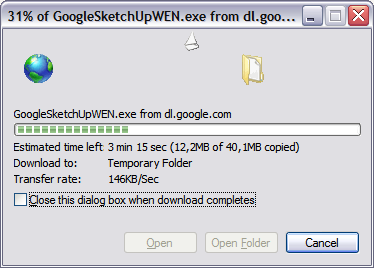 31% of GoogleSketchUpWEN.exe from dl.goo...
GoogleSketchUpWEN.exe from dl.google.com
Estimated time left 3 min 15 sec (12,2MB of 40,1MB copied)
Download to: Temporary Folder
Transfer rate: 146KB/Sec
Close this dialog box when download completes
Open Open Folder Cancel